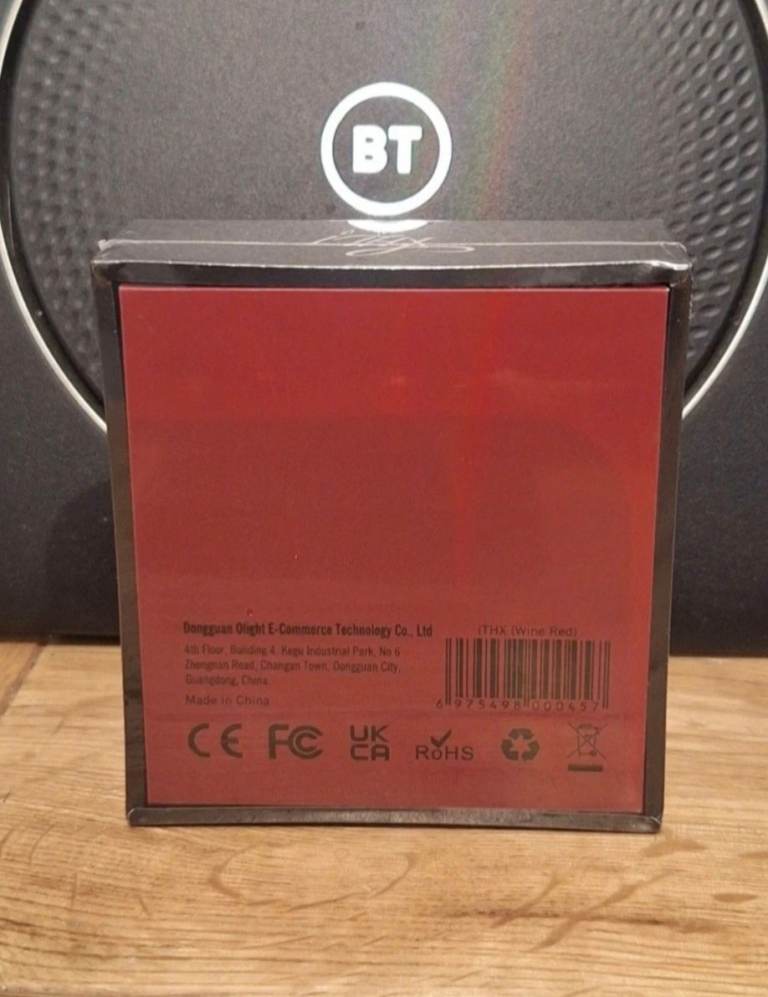 BT
Dongguan Olight E-Commerce Technology Co., Ltd
4th Floor, Building 4, Kegu Industrial Park, No 6
Zhongnan Road, Changan Town, Dongguan City,
Guangdong, China.
Made in China
iTHX (Wine Red)
6 975498 000457
CE FC UK
CA RoHS